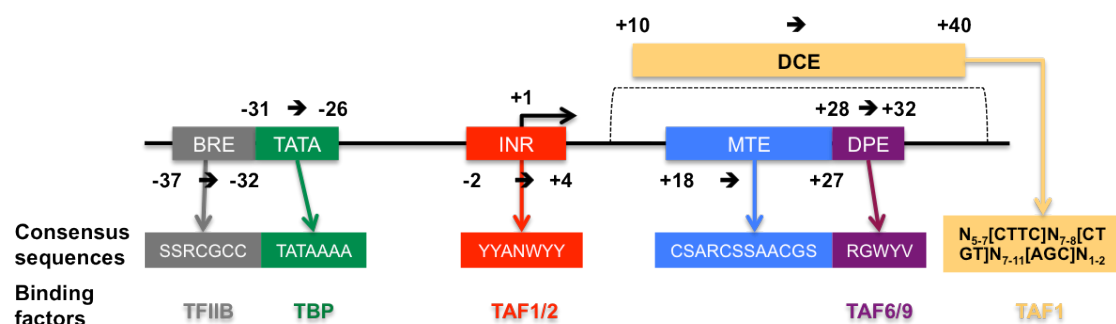 +10 → +40
DCE
-31 → -26
+1
+28 → +32
BRE TATA INR MTE DPE
-37 → -32
-2 → +4
+18 → +27
Consensus
sequences
SSRCGCC TATAAAA YYANWYY CSARCSSAACGS RGWYV
N5-7[CTTC]N7-8[CT
GT]N7-11[AGC]N1-2
Binding
factors
TFIIB TBP TAF1/2 TAF6/9 TAF1